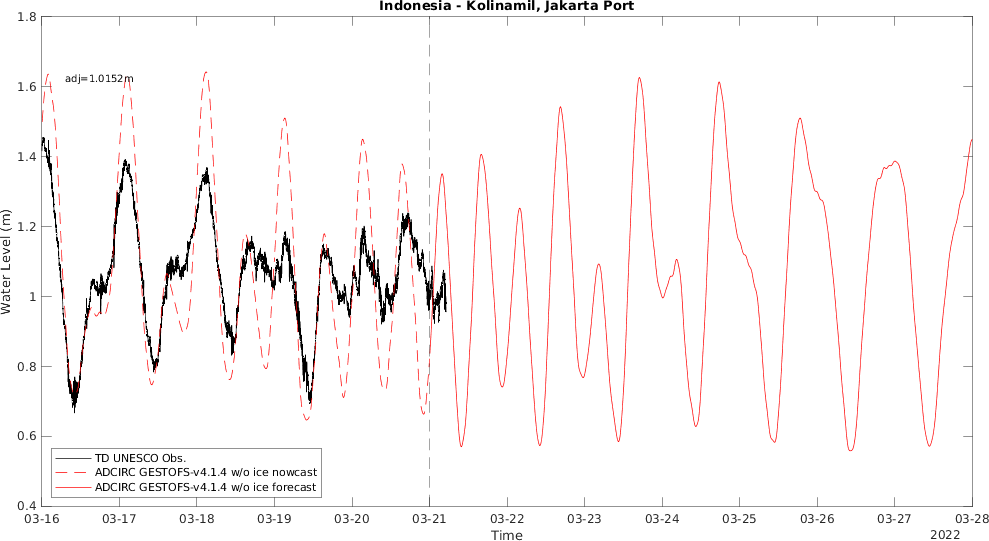 Indonesia - Kolinamil, Jakarta Port
Water Level (m)
1.8
1.6
1.4
1.2
1
0.8
0.6
0.4
adj=1.0152m
TD UNESCO Obs.
ADCIRC GESTOFS-v4.1.4 w/o ice nowcast
ADCIRC GESTOFS-v4.1.4 w/o ice forecast
03-16 03-17 03-18 03-19 03-20 03-21 03-22 03-23 03-24 03-25 03-26 03-27 03-28
Time
2022